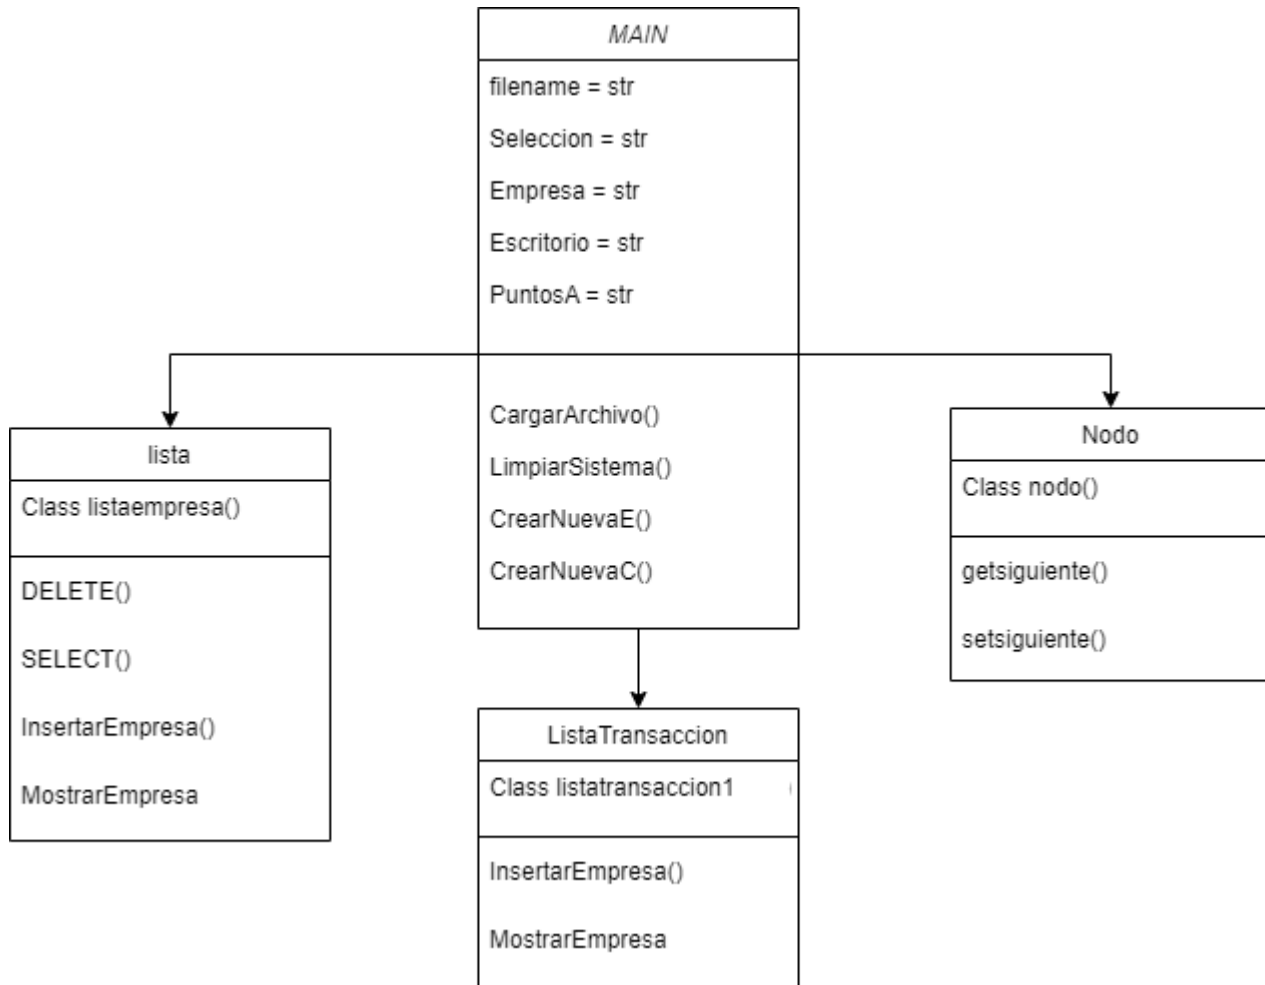 MAIN
filename = str
Seleccion = str
Empresa = str
Escritorio = str
PuntosA = str
CargarArchivo()
LimpiarSistema()
CrearNuevaE()
CrearNuevaC()
lista
Class listaempresa()
DELETE()
SELECT()
InsertarEmpresa()
MostrarEmpresa
Nodo
Class nodo()
getsiguiente()
setsiguiente()
ListaTransaccion
Class listatransaccion1
InsertarEmpresa()
MostrarEmpresa